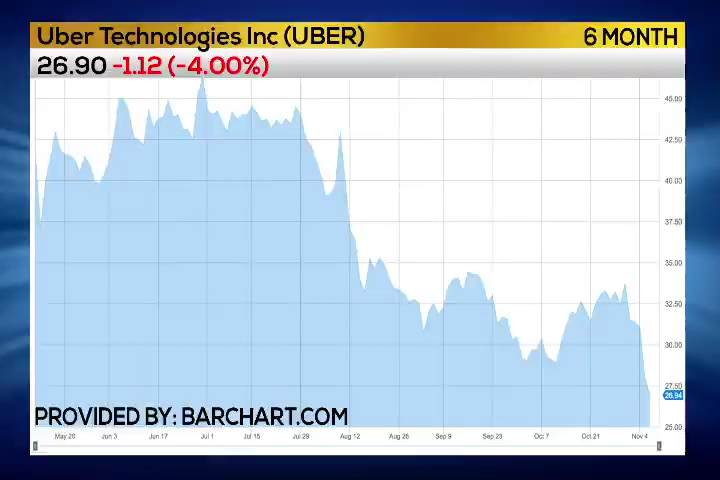 Uber Technologies Inc (UBER) 6 MONTH
26.90 -1.12 (-4.00%)
45.00
42.50
40.00
37.50
35.00
32.50
30.00
27.50
26.94
25.00
PROVIDED BY: BARCHART.COM
May 20 Jun 3 Jun 17 Jul 1 Jul 15 Jul 29 Aug 12 Aug 26 Sep 9 Sep 23 Oct 7 Oct 21 Nov 4